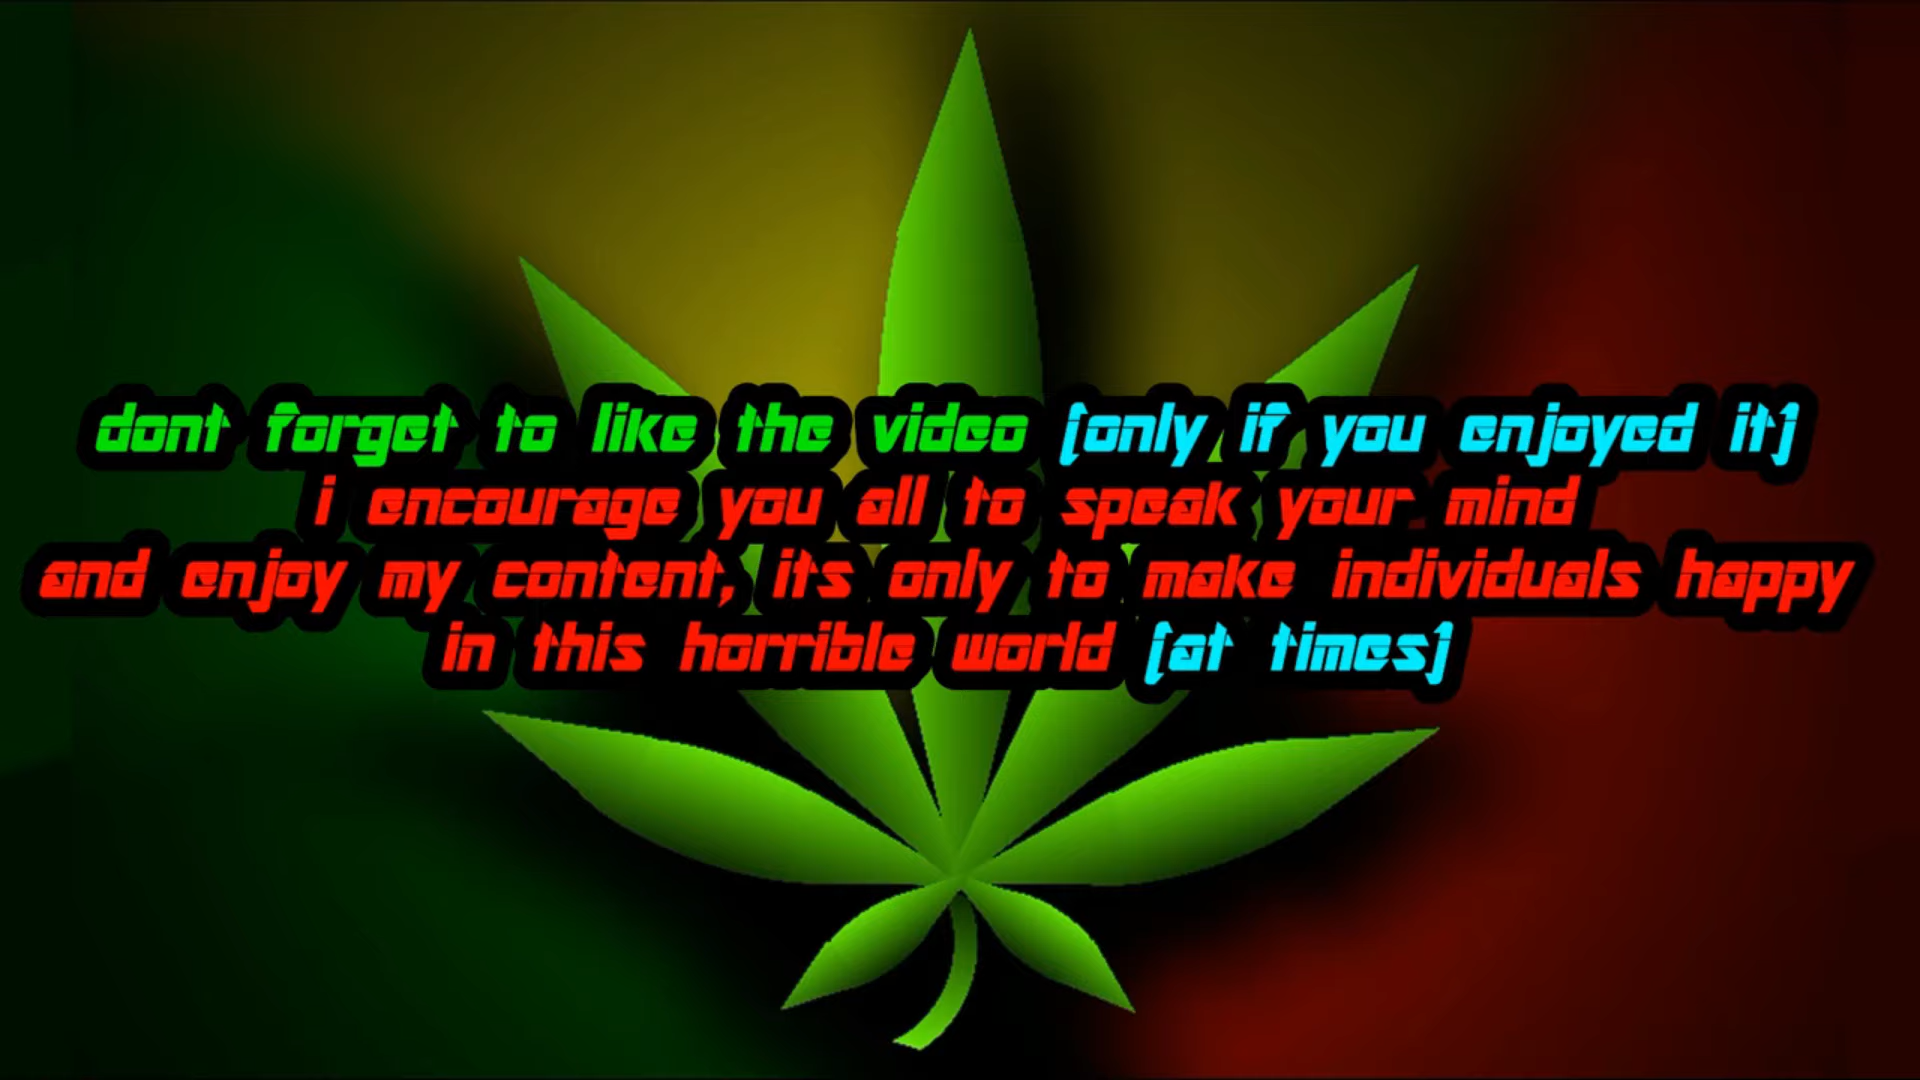 dont forget to like the video (only if you enjoyed it)
i encourage you all to speak your mind
and enjoy my content, its only to make individuals happy
in this horrible world (at times)